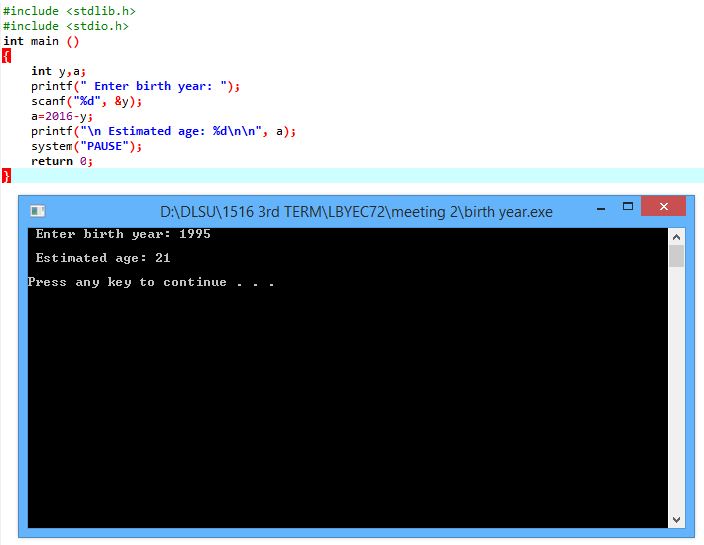 #include <stdlib.h>
#include <stdio.h>
int main ()
{
    int y,a;
    printf(" Enter birth year: ");
    scanf("%d", &y);
    a=2016-y;
    printf("\n Estimated age: %d\n\n", a);
    system("PAUSE");
    return 0;
}
D:\DLSU\1516 3rd TERM\LBYEC72\meeting 2\birth year.exe
 Enter birth year: 1995
 Estimated age: 21
Press any key to continue . . .